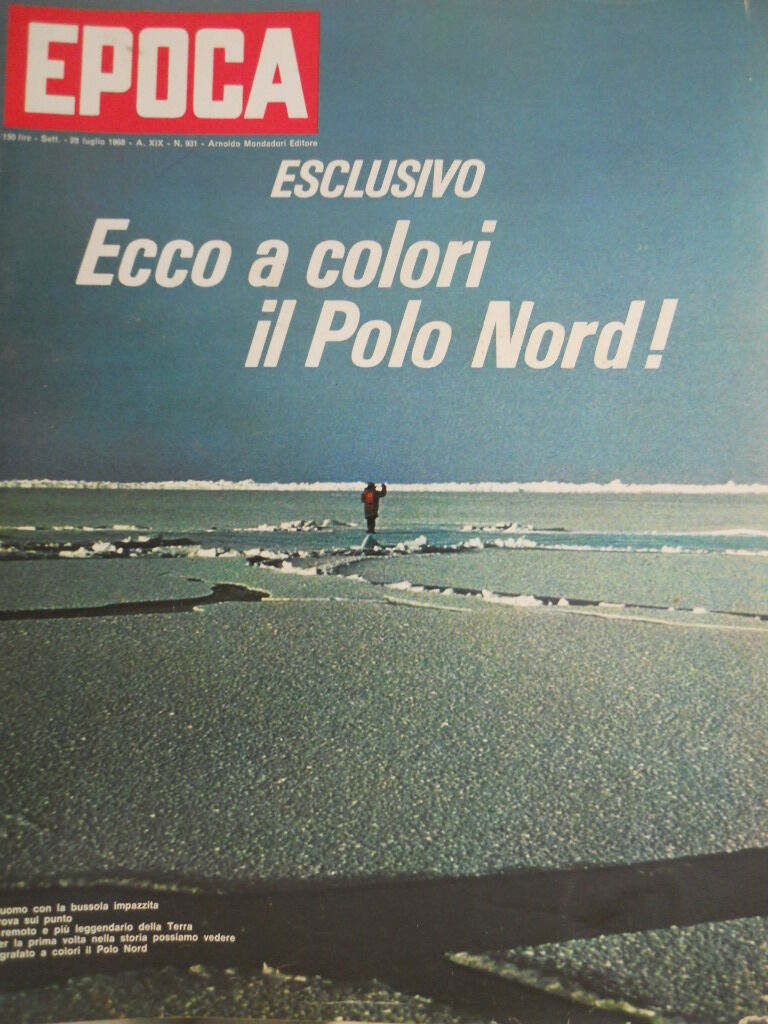 EPOCA
150 lire - Sett. - 28 luglio 1968 - A. XIX - N. 931 - Arnoldo Mondadori Editore
ESCLUSIVO
Ecco a colori
il Polo Nord!
uomo con la bussola impazzita
rova sul punto
remoto e più leggendario della Terra
er la prima volta nella storia possiamo vedere
grafato a colori il Polo Nord